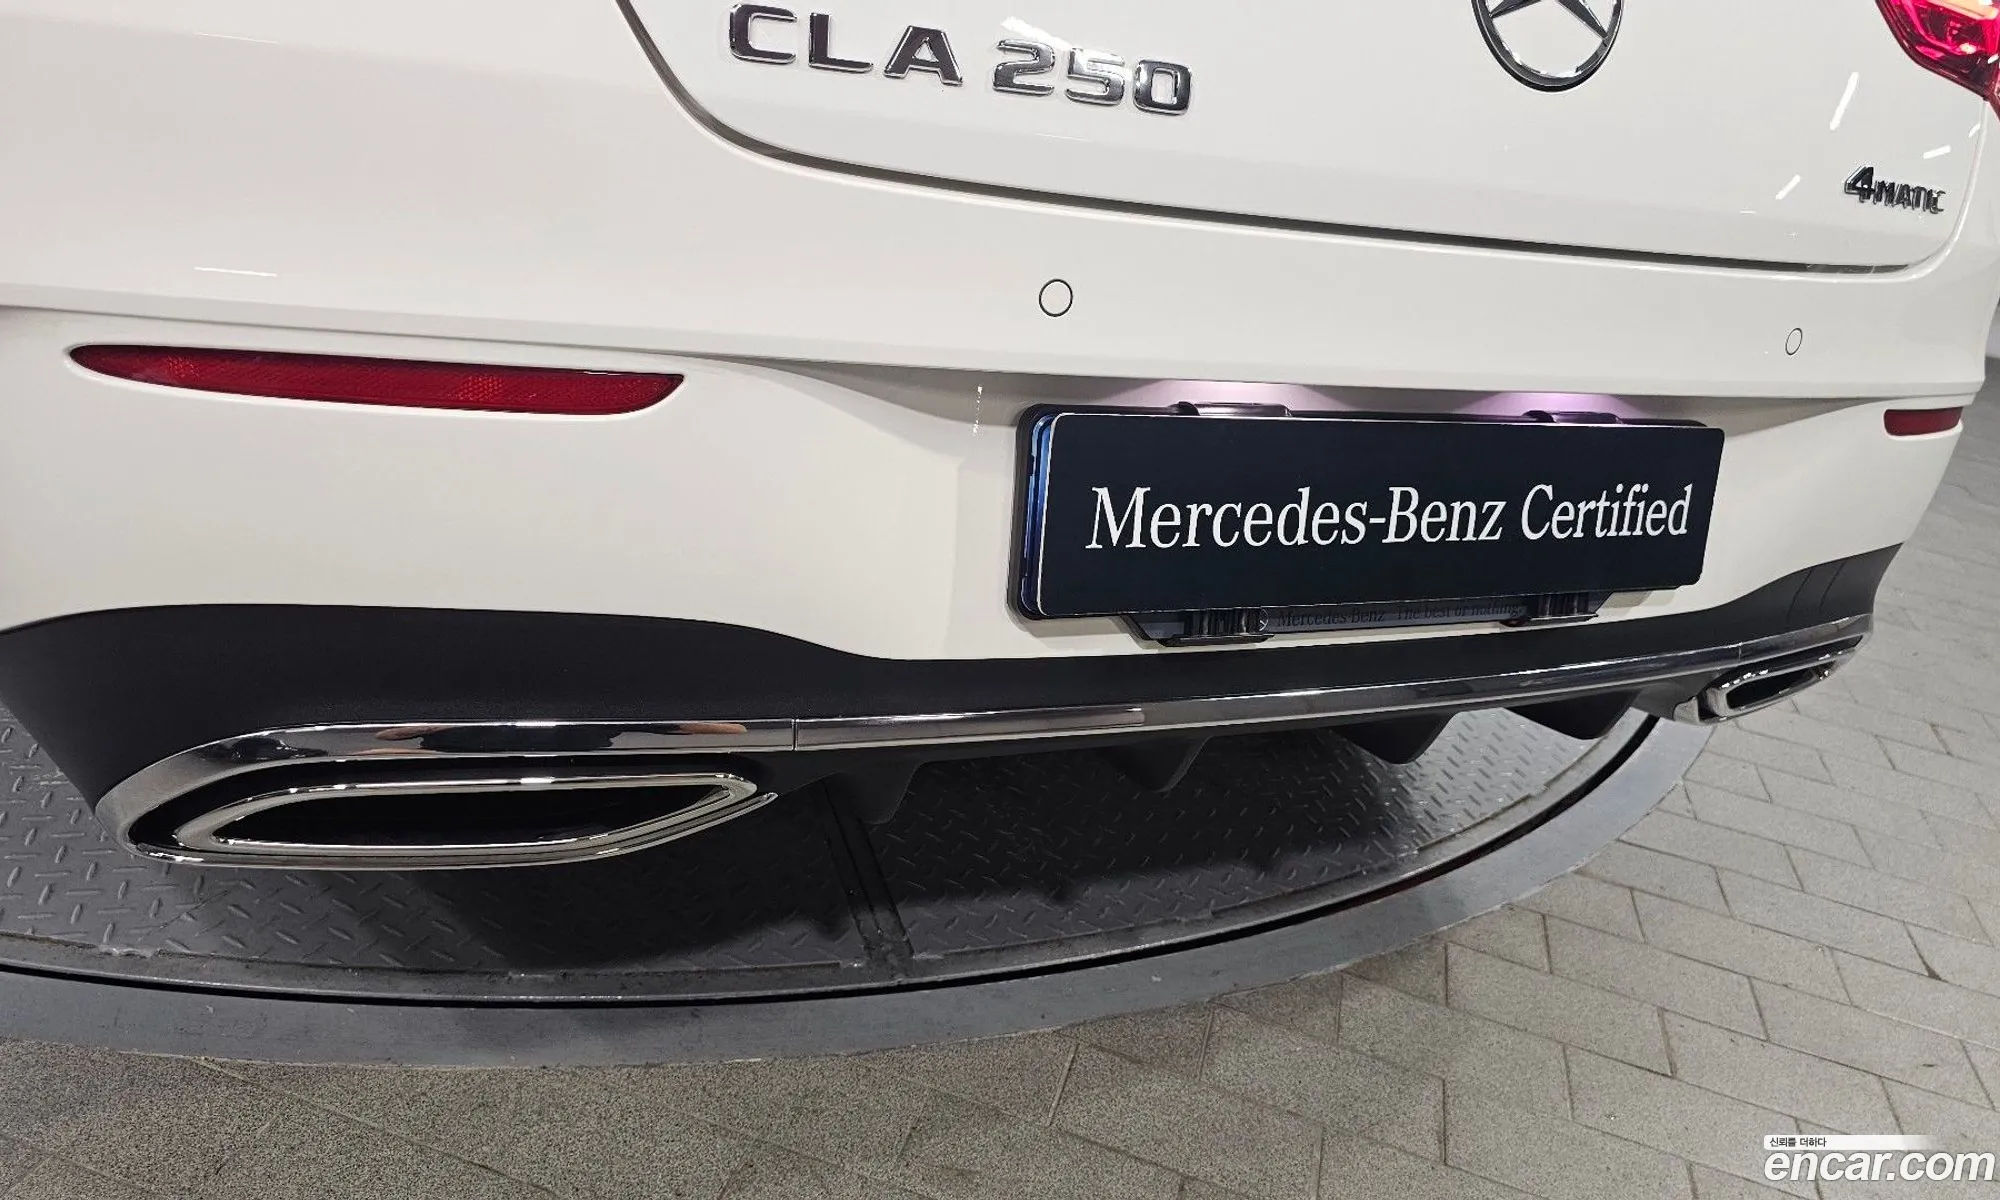 CLA 250
4MATIC
Mercedes-Benz Certified
Mercedes-Benz The best or nothing.
신뢰를 더하다
encar.com